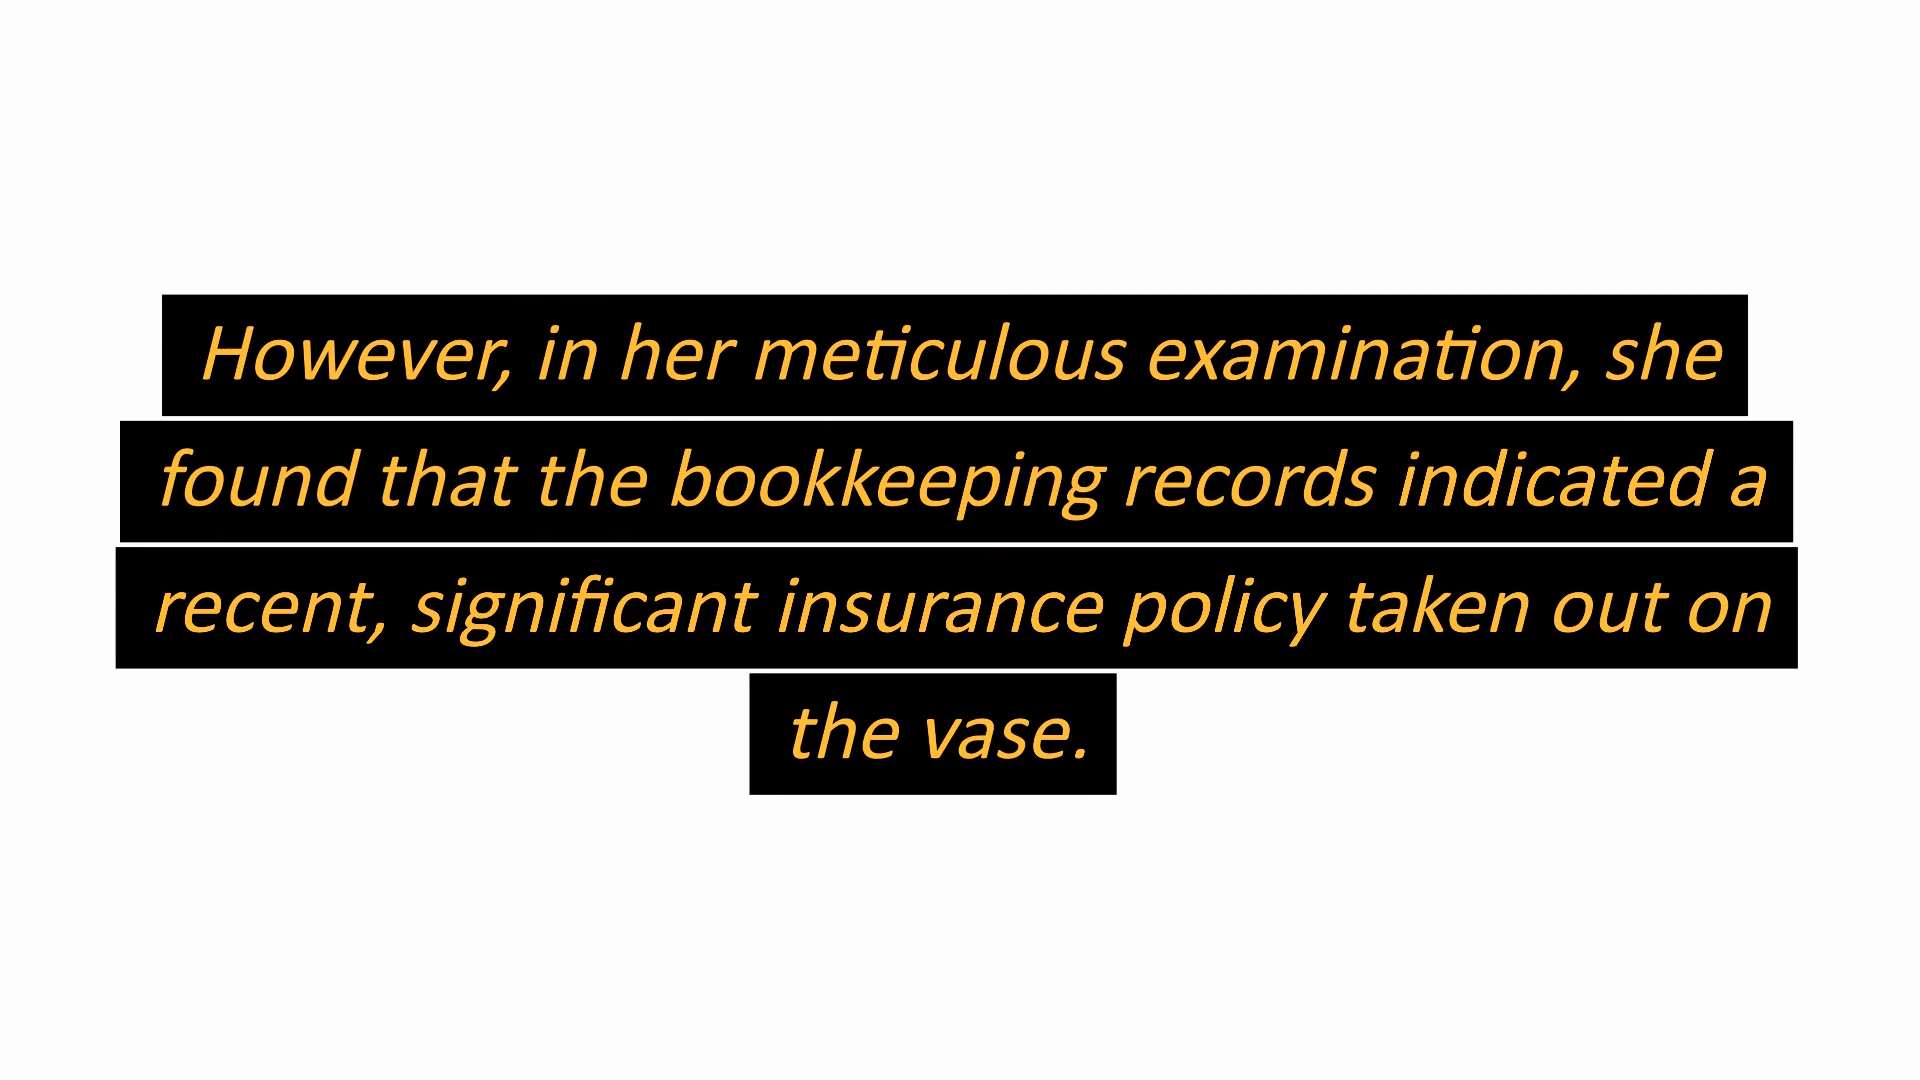 However, in her meticulous examination, she
found that the bookkeeping records indicated a
recent, significant insurance policy taken out on
the vase.